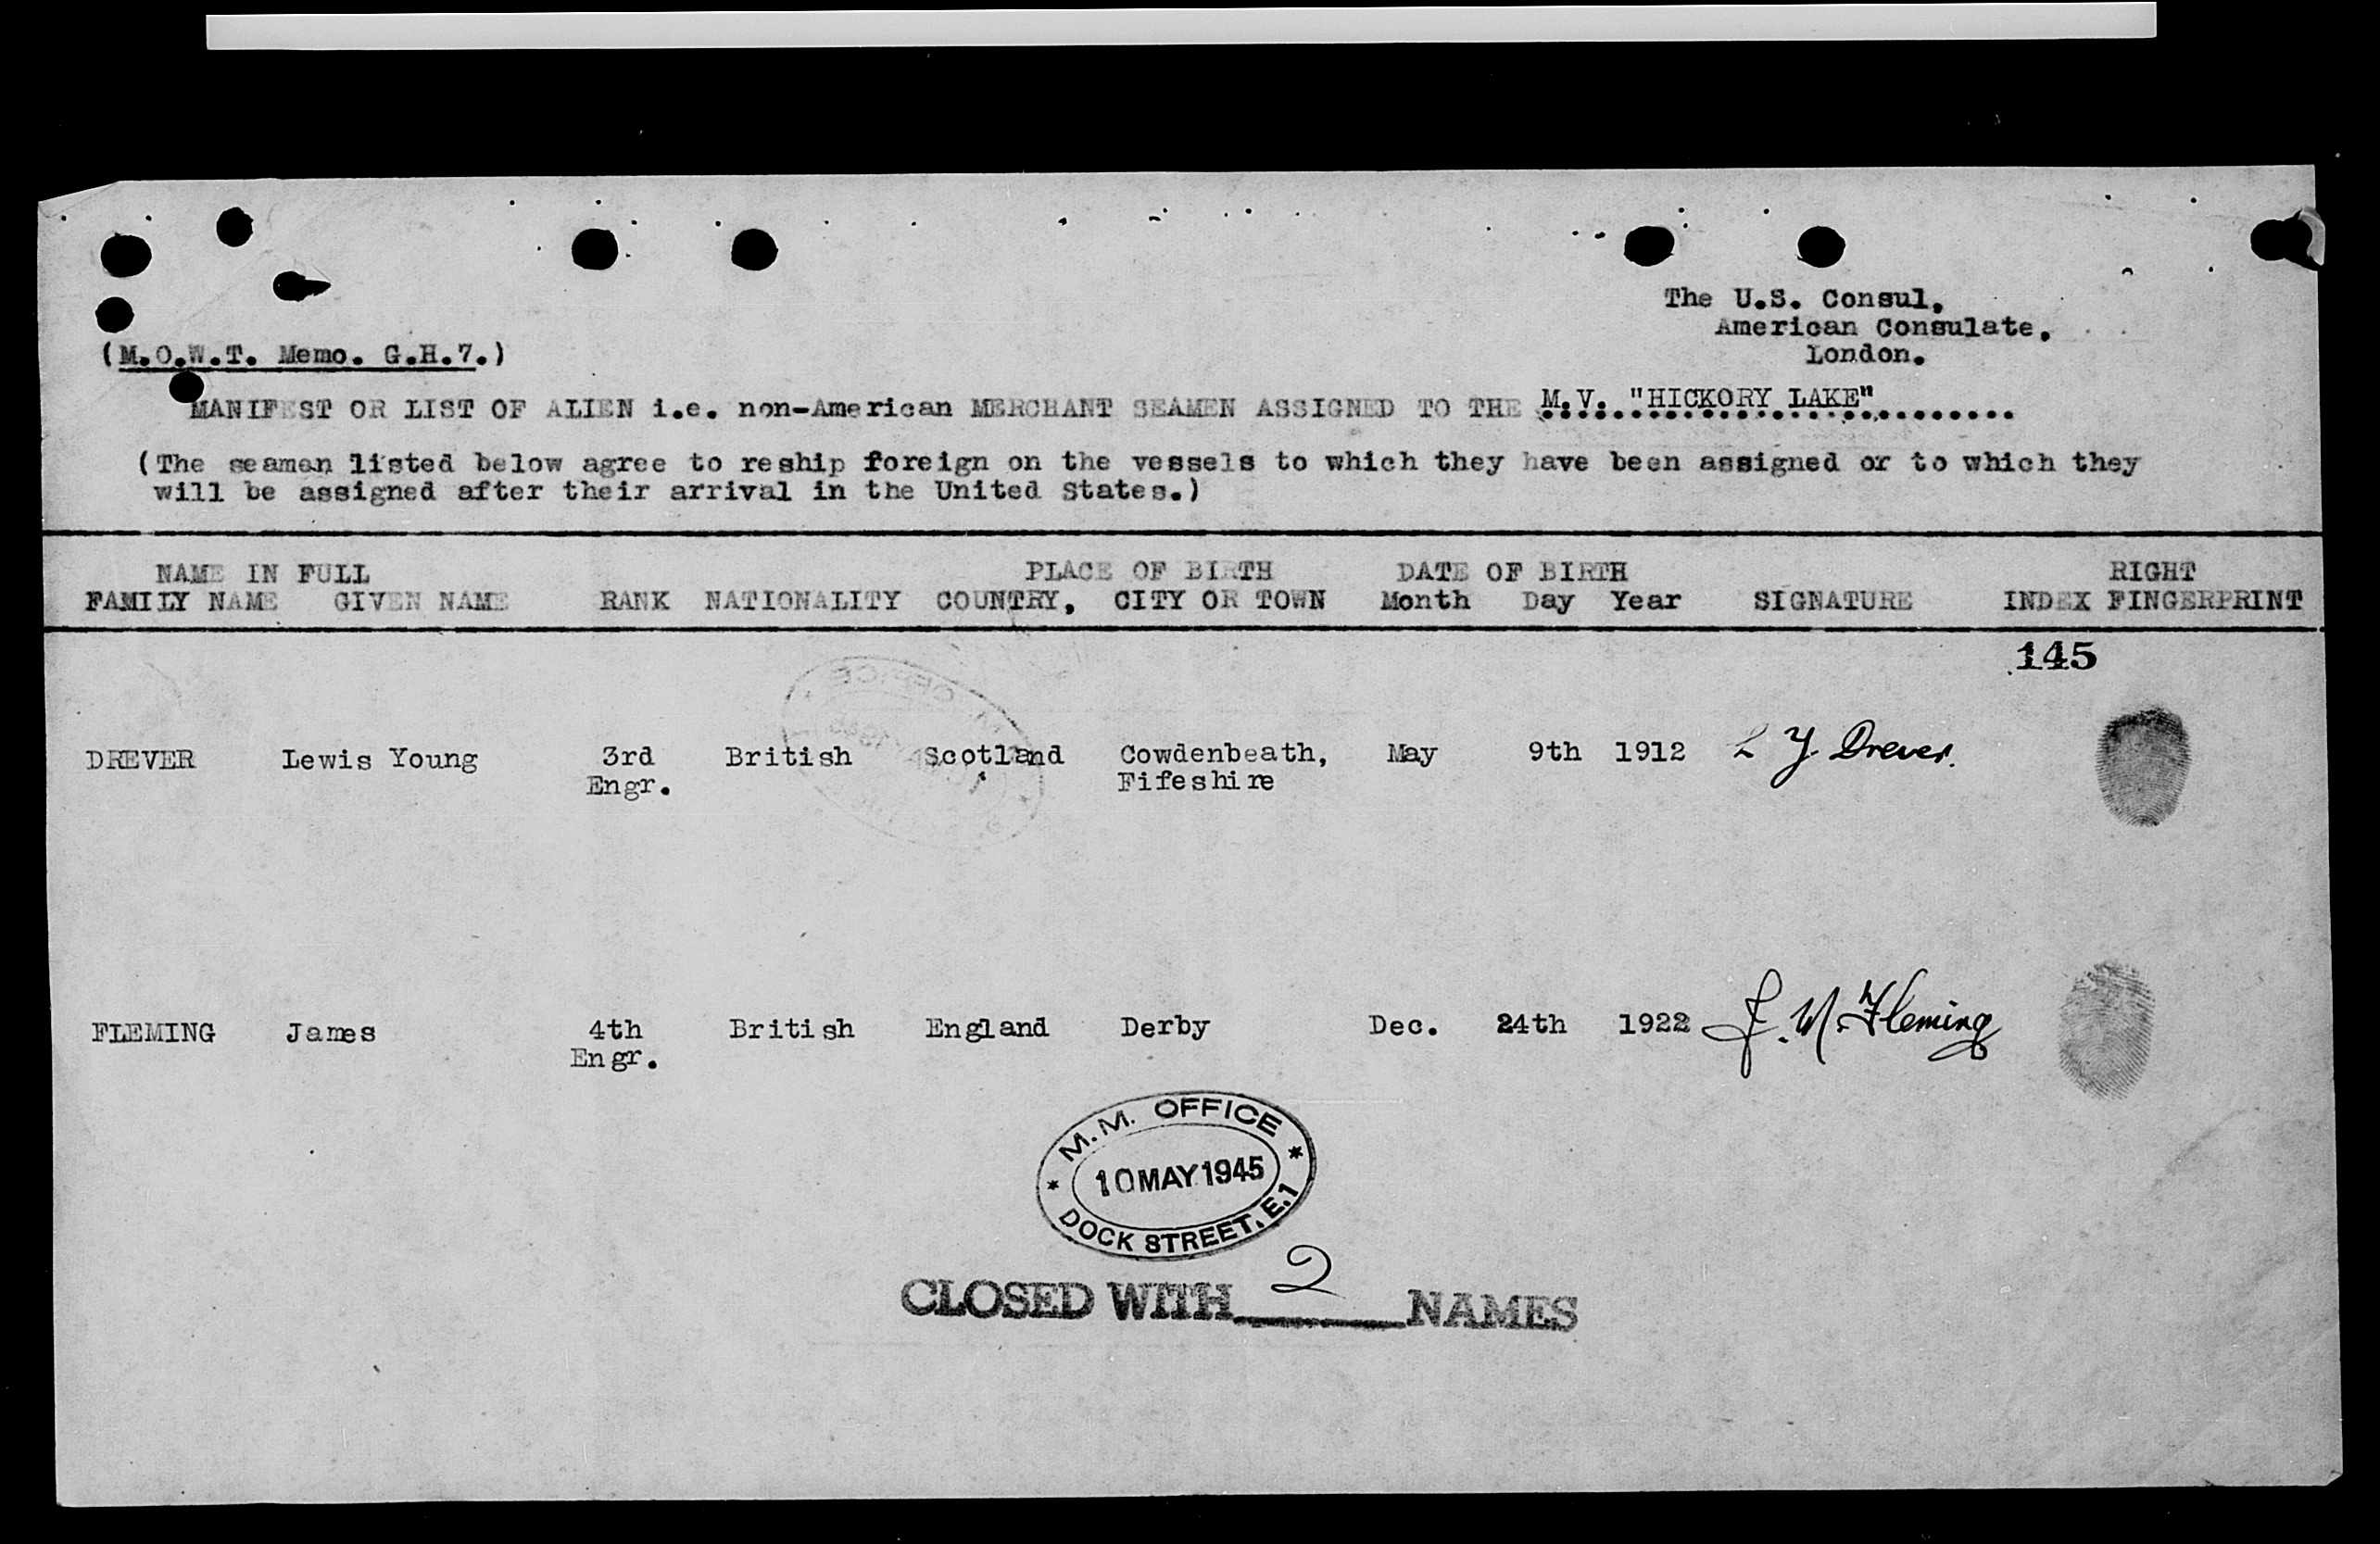 The U.S. Consul,
American Consulate.
London.
(M.O.W.T. Memo. G.H.7.)
MANIFEST OR LIST OF ALIEN i.e. non-American MERCHANT SEAMEN ASSIGNED TO THE M.V. "HICKORY LAKE"
(The seamen listed below agree to reship foreign on the vessels to which they have been assigned or to which they
will be assigned after their arrival in the United States.)
NAME IN FULL PLACE OF BIRTH DATE OF BIRTH RIGHT
FAMILY NAME GIVEN NAME RANK NATIONALITY COUNTRY, CITY OR TOWN Month Day Year SIGNATURE INDEX FINGERPRINT
145
DREVER Lewis Young 3rd British Scotland Cowdenbeath, May 9th 1912 L Y Drever.
Engr. Fifeshire
FLEMING James 4th British England Derby Dec. 24th 1922 J. W. Fleming
Engr.
M.M. OFFICE
10 MAY 1945
DOCK STREET, E.1
CLOSED WITH 2 NAMES